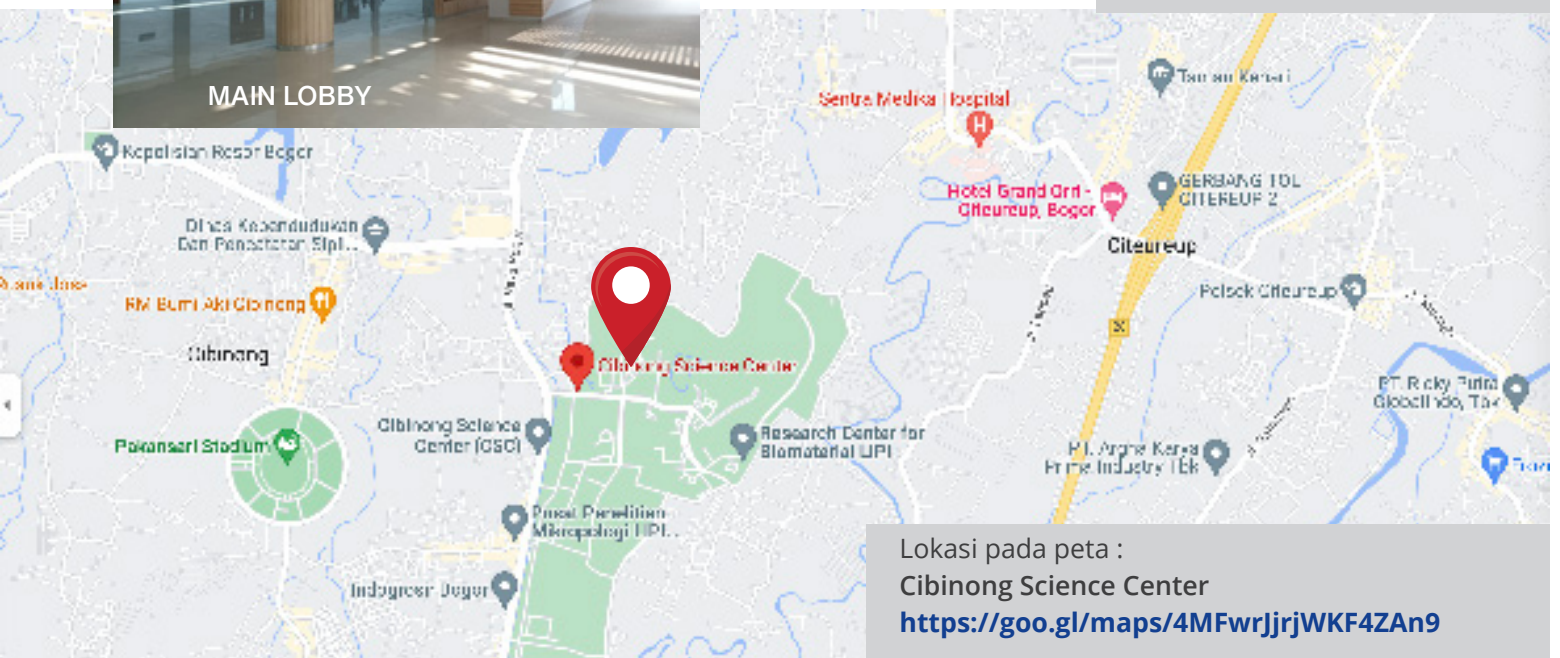 MAIN LOBBY
Taman Kenari
Sentra Medika Hospital
Kepolisian Resor Bogor
GERBANG TOL
CITEREUP 2
Hotel Grand
Citeureup, Bogor
Dinas Kependudukan
Dan Pencatatan Sipil...
Citeureup
RM Bumi Aki Cibinong
Polsek Citeureup
Cibinong
Cibinong Science Center
PT. Ricky Putra
Globalindo, Tbk
Cibinong Science
Center (CSC)
Pakansari Stadium
Research Center for
Biomaterial LIPI
PT. Argha Karya
Prima Industry Tbk
Pusat Penelitian
Mikrobiologi LIPI...
Indogrosir Bogor
Lokasi pada peta :
Cibinong Science Center
https://goo.gl/maps/4MFwrJjrjWKF4ZAn9